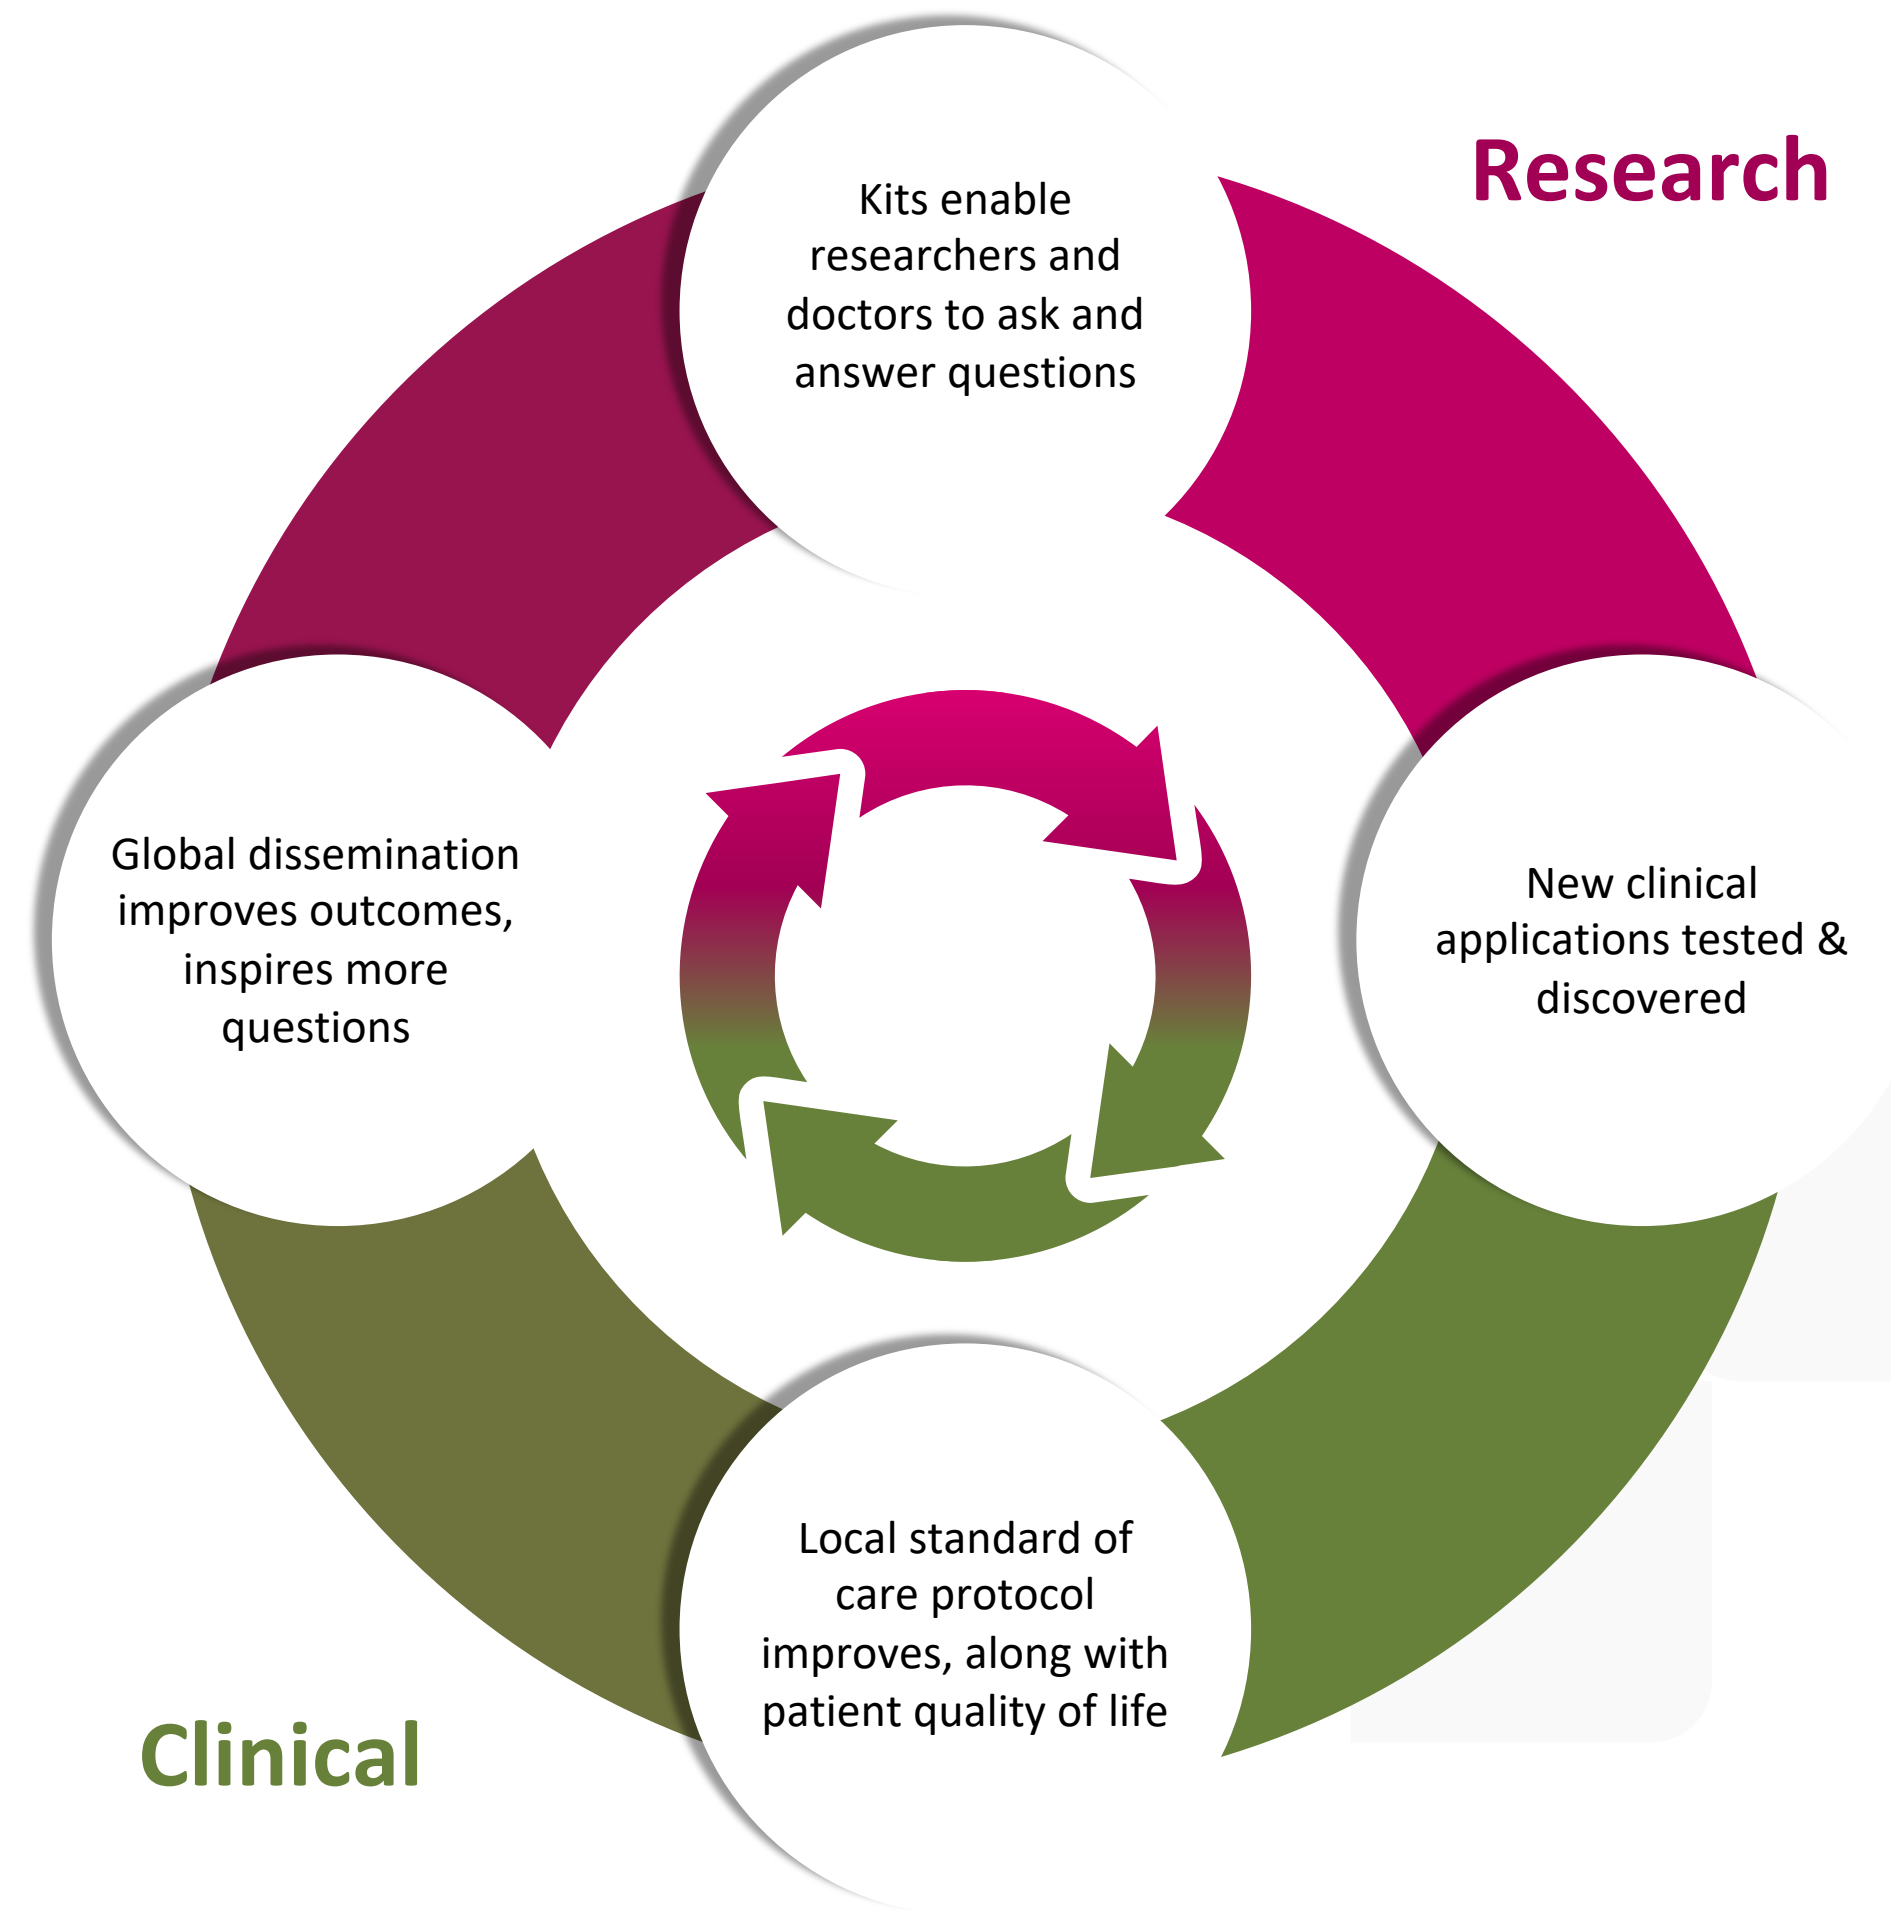 Research
Kits enable
researchers and
doctors to ask and
answer questions
New clinical
applications tested &
discovered
Local standard of
care protocol
improves, along with
patient quality of life
Global dissemination
improves outcomes,
inspires more
questions
Clinical